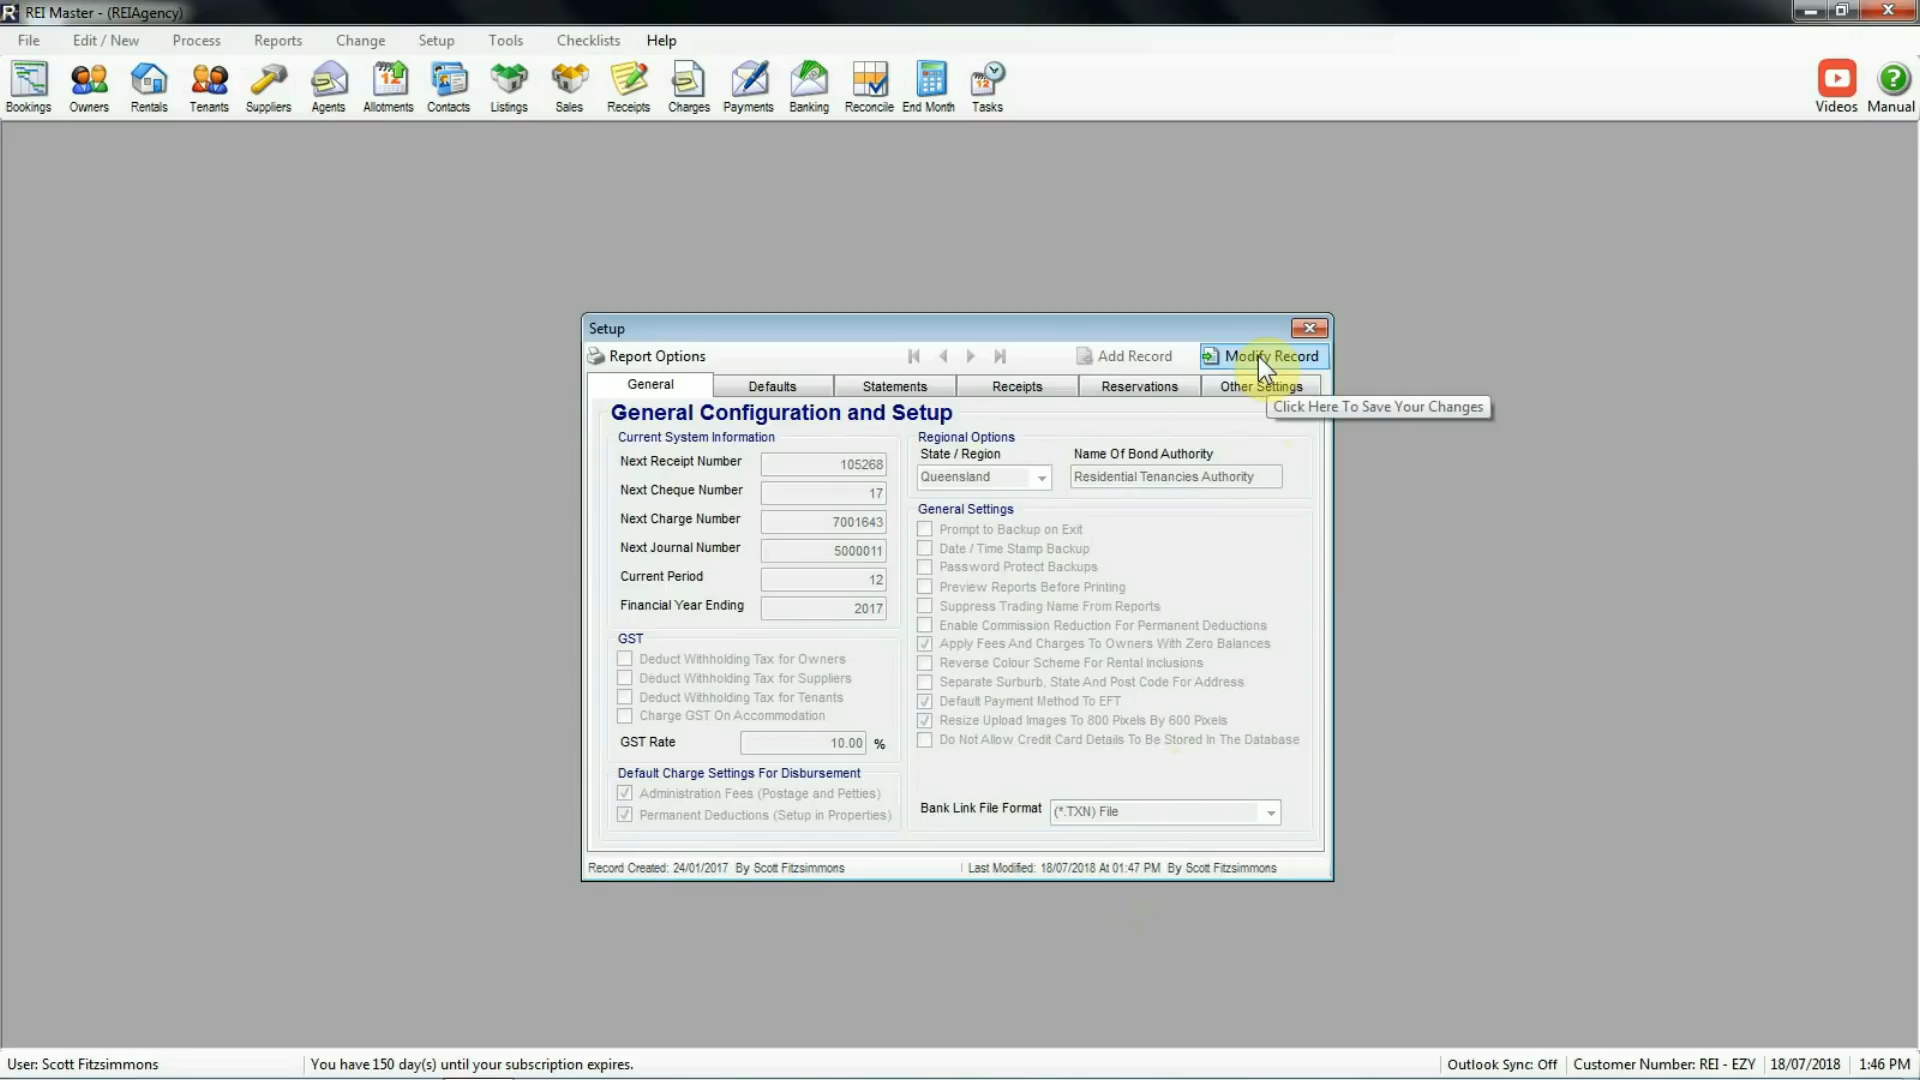 REI Master - (REIAgency)
File Edit / New Process Reports Change Setup Tools Checklists Help
Bookings Owners Rentals Tenants Suppliers Agents Allotments Contacts Listings Sales Receipts Charges Payments Banking Reconcile End Month Tasks Videos Manual
Setup
Report Options Add Record Modify Record
General Defaults Statements Receipts Reservations Other Settings
Click Here To Save Your Changes
General Configuration and Setup
Current System Information
Next Receipt Number 105268
Next Cheque Number 17
Next Charge Number 7001643
Next Journal Number 5000011
Current Period 12
Financial Year Ending 2017
GST
Deduct Withholding Tax for Owners
Deduct Withholding Tax for Suppliers
Deduct Withholding Tax for Tenants
Charge GST On Accommodation
GST Rate 10.00 %
Default Charge Settings For Disbursement
Administration Fees (Postage and Petties)
Permanent Deductions (Setup in Properties)
Regional Options
State / Region Name Of Bond Authority
Queensland Residential Tenancies Authority
General Settings
Prompt to Backup on Exit
Date / Time Stamp Backup
Password Protect Backups
Preview Reports Before Printing
Suppress Trading Name From Reports
Enable Commission Reduction For Permanent Deductions
Apply Fees And Charges To Owners With Zero Balances
Reverse Colour Scheme For Rental Inclusions
Separate Surburb, State And Post Code For Address
Default Payment Method To EFT
Resize Upload Images To 800 Pixels By 600 Pixels
Do Not Allow Credit Card Details To Be Stored In The Database
Bank Link File Format (*.TXN) File
Record Created: 24/01/2017 By Scott Fitzsimmons Last Modified: 18/07/2018 At 01:47 PM By Scott Fitzsimmons
User: Scott Fitzsimmons You have 150 day(s) until your subscription expires. Outlook Sync: Off Customer Number: REI - EZY 18/07/2018 1:46 PM